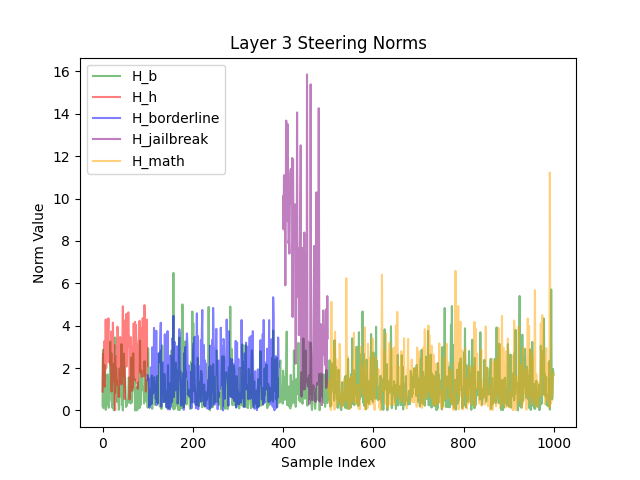 Layer 3 Steering Norms
H_b
H_h
H_borderline
H_jailbreak
H_math
Norm Value
16
14
12
10
8
6
4
2
0
0 200 400 600 800 1000
Sample Index